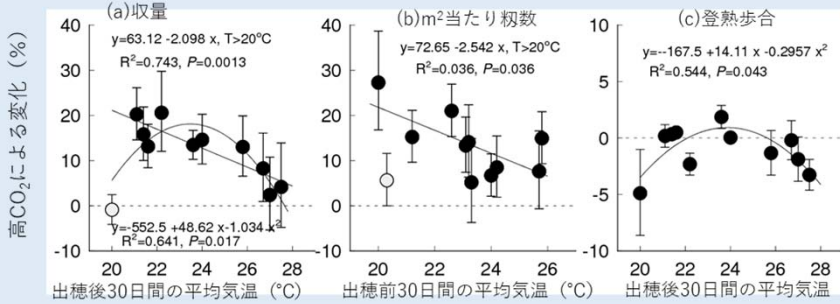 (a)収量
(b)m²当たり籾数
(c)登熟歩合
高CO₂による変化（%）
40
30
20
10
0
-10
y=63.12 -2.098 x, T>20°C
R²=0.743, P=0.0013
y=-552.5 +48.62 x-1.034 x²
R²=0.641, P=0.017
20 22 24 26 28
出穂後30日間の平均気温（°C）
40
30
20
10
0
-10
y=72.65 -2.542 x, T>20°C
R²=0.036, P=0.036
20 22 24 26
出穂前30日間の平均気温（°C）
10
5
0
-5
-10
y=--167.5 +14.11 x -0.2957 x²
R²=0.544, P=0.043
20 22 24 26 28
出穂後30日間の平均気温（°C）